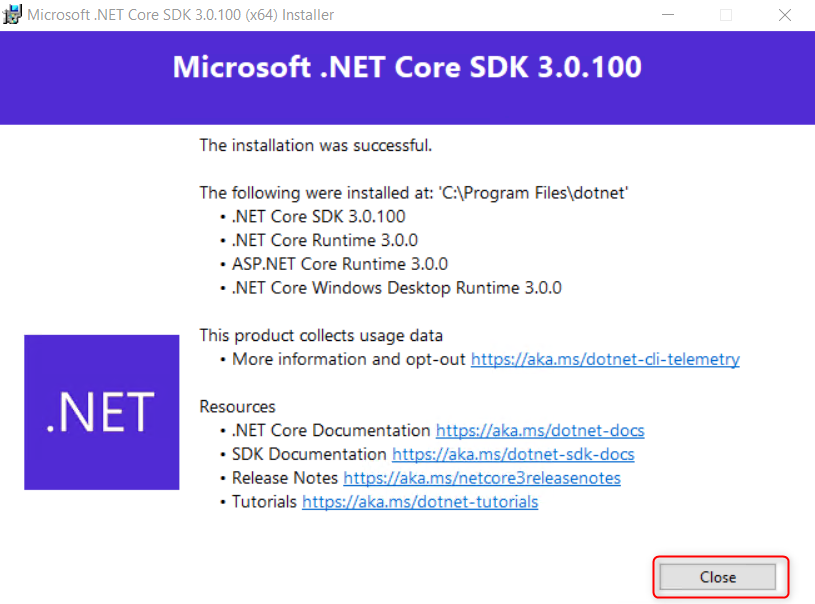 Microsoft .NET Core SDK 3.0.100 (x64) Installer
Microsoft .NET Core SDK 3.0.100
The installation was successful.
The following were installed at: 'C:\Program Files\dotnet'
• .NET Core SDK 3.0.100
• .NET Core Runtime 3.0.0
• ASP.NET Core Runtime 3.0.0
• .NET Core Windows Desktop Runtime 3.0.0
This product collects usage data
• More information and opt-out https://aka.ms/dotnet-cli-telemetry
.NET
Resources
• .NET Core Documentation https://aka.ms/dotnet-docs
• SDK Documentation https://aka.ms/dotnet-sdk-docs
• Release Notes https://aka.ms/netcore3releasenotes
• Tutorials https://aka.ms/dotnet-tutorials
Close